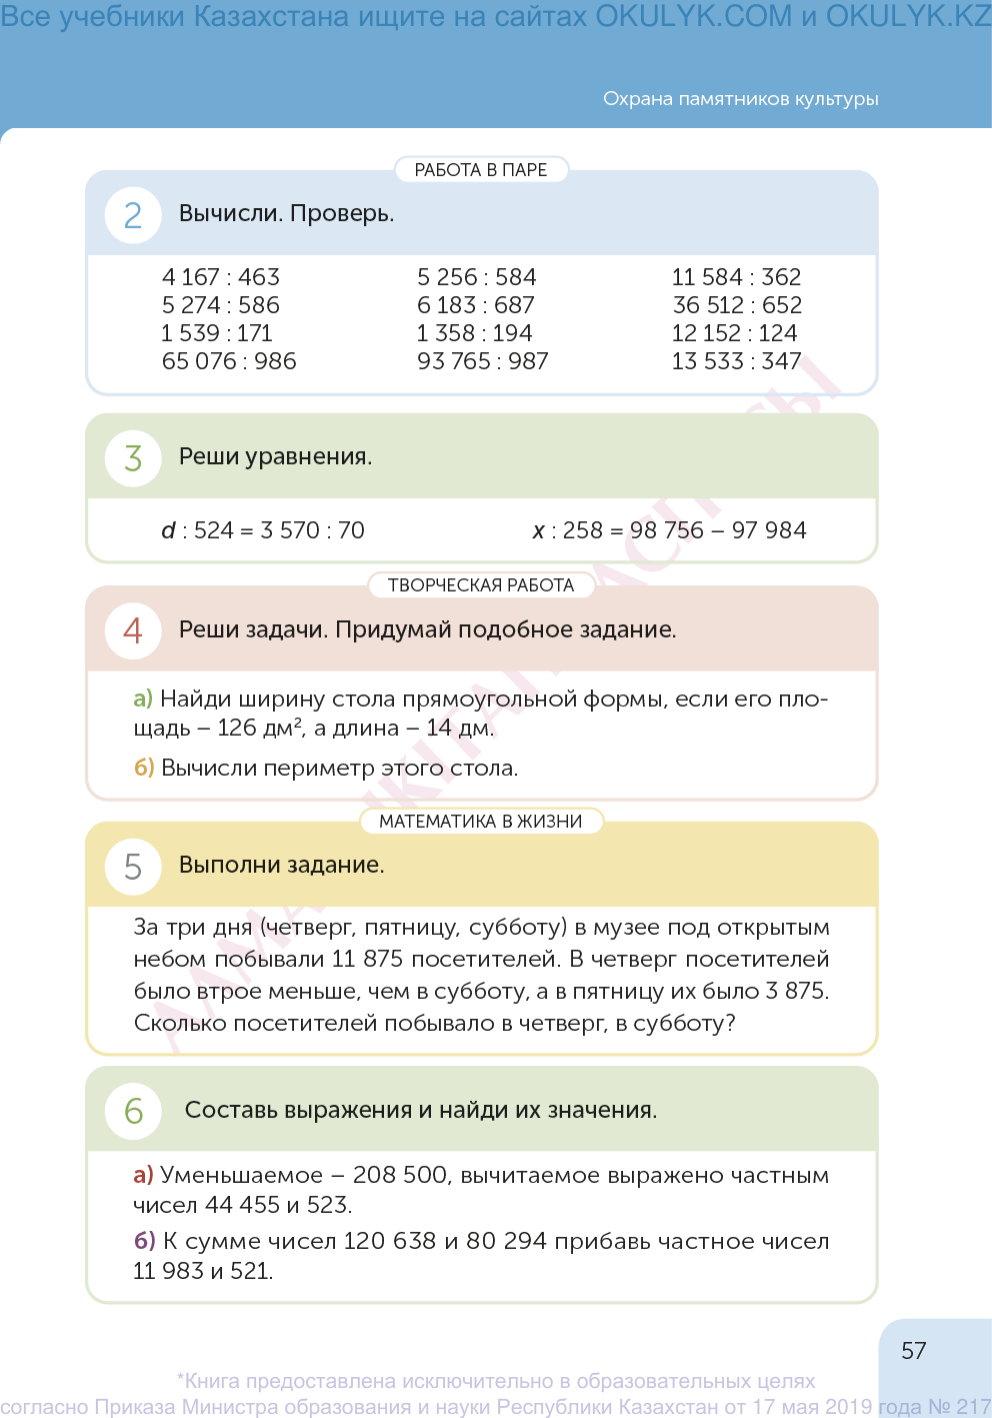 Все учебники Казахстана ищите на сайтах OKULYK.COM и OKULYK.KZ
Охрана памятников культуры
РАБОТА В ПАРЕ
2 Вычисли. Проверь.
4 167 : 463 5 256 : 584 11 584 : 362
5 274 : 586 6 183 : 687 36 512 : 652
1 539 : 171 1 358 : 194 12 152 : 124
65 076 : 986 93 765 : 987 13 533 : 347
3 Реши уравнения.
d : 524 = 3 570 : 70 x : 258 = 98 756 – 97 984
ТВОРЧЕСКАЯ РАБОТА
4 Реши задачи. Придумай подобное задание.
а) Найди ширину стола прямоугольной формы, если его пло-
щадь – 126 дм², а длина – 14 дм.
б) Вычисли периметр этого стола.
МАТЕМАТИКА В ЖИЗНИ
5 Выполни задание.
За три дня (четверг, пятницу, субботу) в музее под открытым
небом побывали 11 875 посетителей. В четверг посетителей
было втрое меньше, чем в субботу, а в пятницу их было 3 875.
Сколько посетителей побывало в четверг, в субботу?
6 Составь выражения и найди их значения.
а) Уменьшаемое – 208 500, вычитаемое выражено частным
чисел 44 455 и 523.
б) К сумме чисел 120 638 и 80 294 прибавь частное чисел
11 983 и 521.
57
*Книга предоставлена исключительно в образовательных целях
согласно Приказа Министра образования и науки Республики Казахстан от 17 мая 2019 года № 217